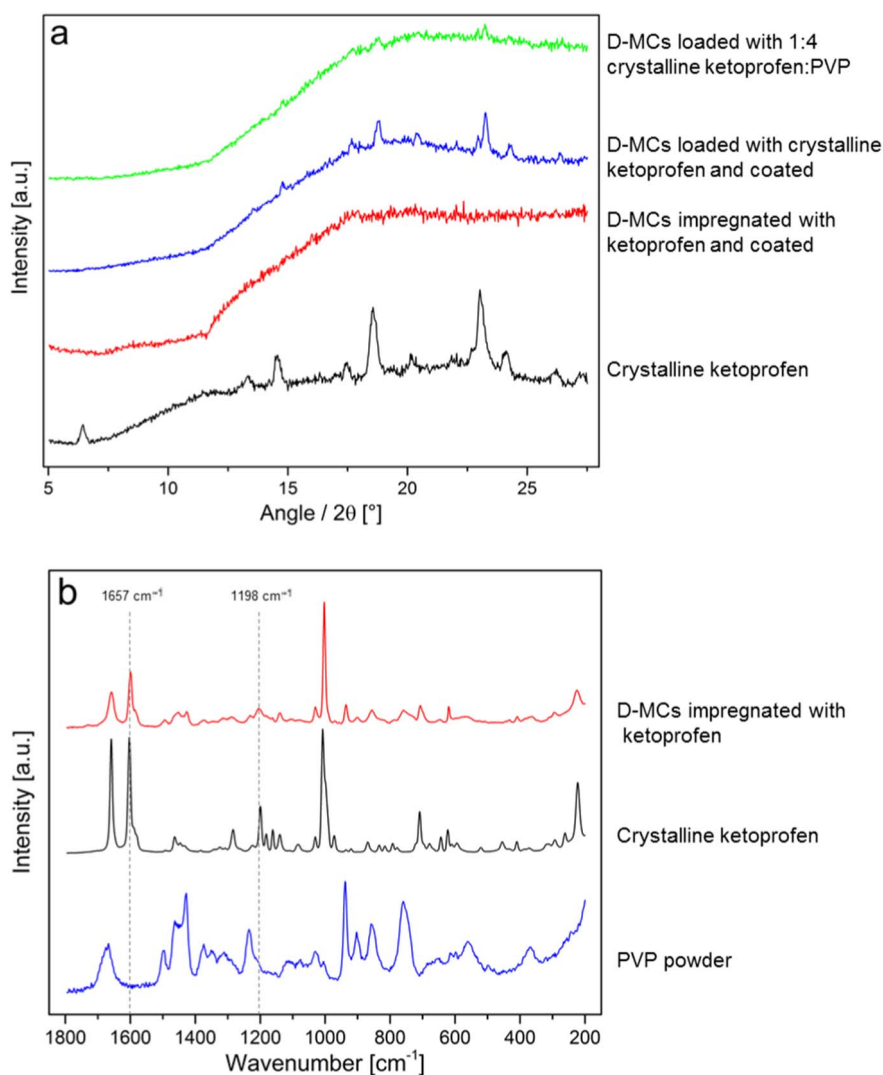 a
D-MCs loaded with 1:4
crystalline ketoprofen:PVP
D-MCs loaded with crystalline
ketoprofen and coated
D-MCs impregnated with
ketoprofen and coated
Crystalline ketoprofen
Intensity [a.u.]
5 10 15 20 25
Angle / 2θ [°]
b
1657 cm⁻¹ 1198 cm⁻¹
D-MCs impregnated with
ketoprofen
Crystalline ketoprofen
PVP powder
Intensity [a.u.]
1800 1600 1400 1200 1000 800 600 400 200
Wavenumber [cm⁻¹]